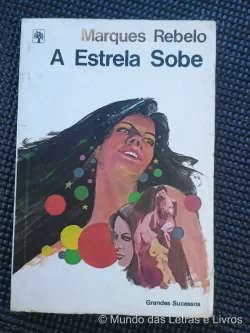 Marques Rebelo
A Estrela Sobe
Grandes Sucessos
© Mundo das Letras e Livros